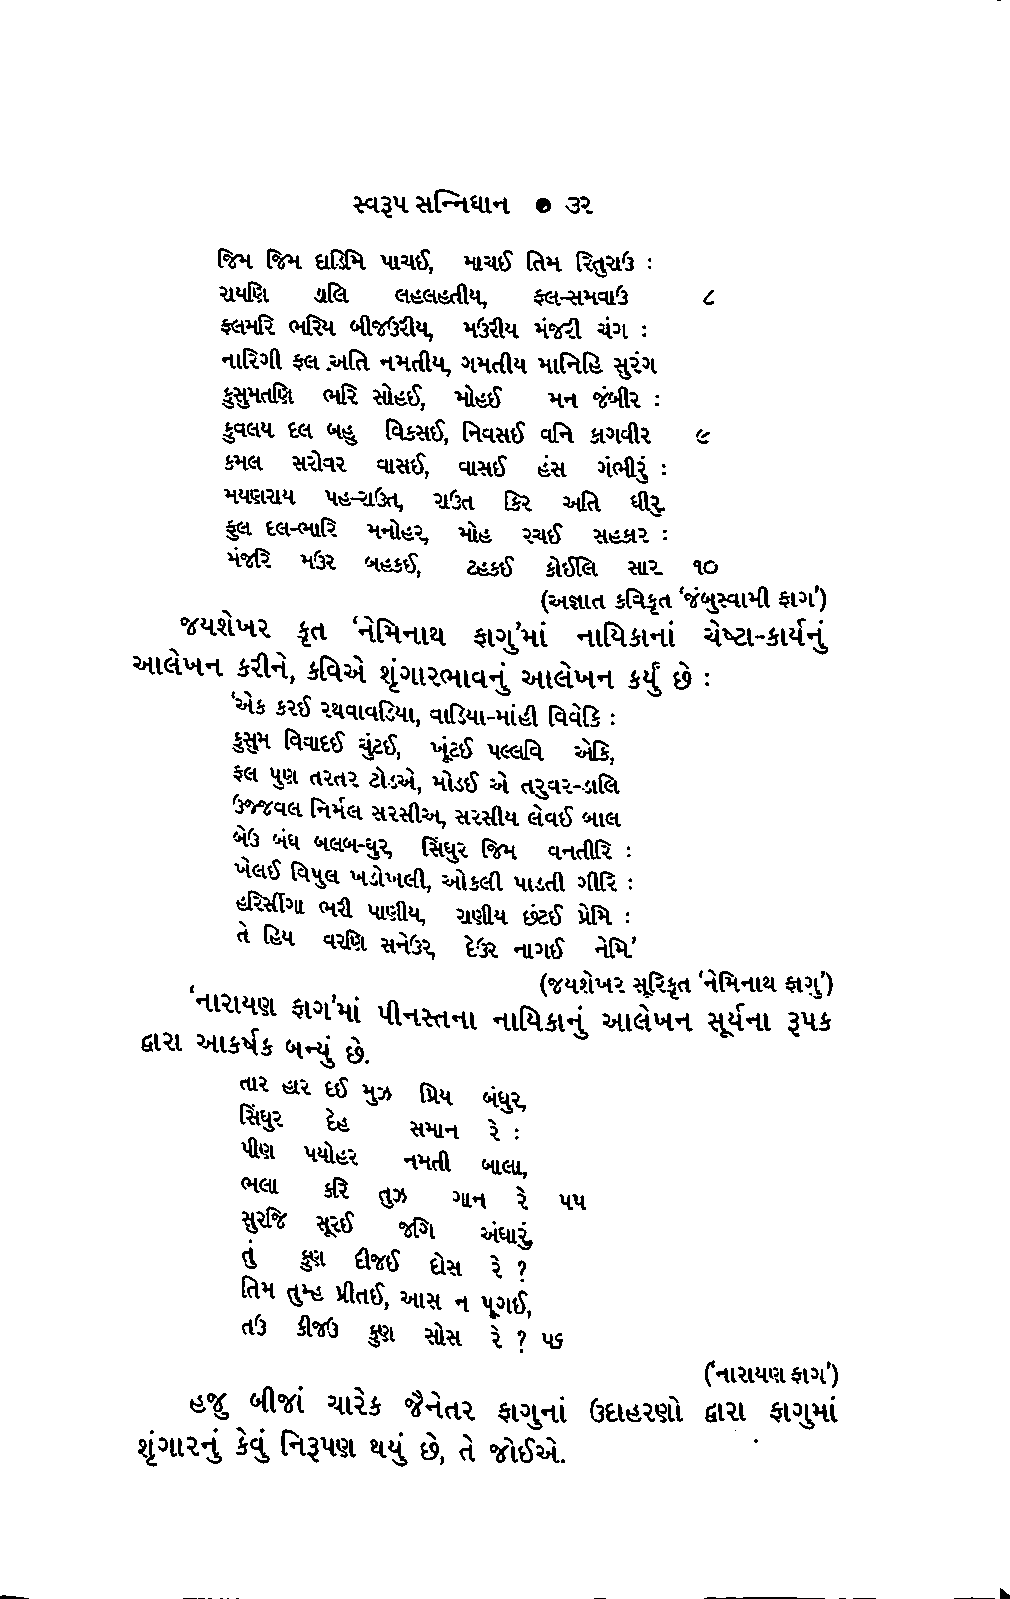 સ્વરૂપ સન્નિધાન ● ૩૨
જિમ જિમ દાડિમિ પાચઈ, માચઈ તિમ રિતુરાઉ :
રાયણિ ડાલિ લહલહતીય, ફલ-સમવાઉ ૮
ફલમરિ ભરિય બીજઉરીય, મઉરીય મંજરી ચંગ :
નારિગી ફલ અતિ નમતીય, ગમતીય માનિહિ સુરંગ
કુસુમતણિ ભરિ સોહઈ, મોહઈ મન જંબીર :
કુવલય દલ બહુ વિકસઈ, નિવસઈ વનિ કાગવીર ૯
કમલ સરોવર વાસઈ, વાસઈ હંસ ગંભીરું :
મયણરાય પહ-રાઉત, રાઉત કિર અતિ ધીરુ
ફુલ દલ-ભારિ મનોહર, મોહ રચઈ સહકાર :
મંજરિ મઉર બહકઈ, ટહકઈ કોઈલિ સાર ૧૦
(અજ્ઞાત કવિકૃત ‘જંબુસ્વામી ફાગ’)
જયશેખર કૃત ‘નેમિનાથ ફાગુ’માં નાયિકાનાં ચેષ્ટા-કાર્યનું
આલેખન કરીને, કવિએ શૃંગારભાવનું આલેખન કર્યું છે :
‘એક કરઈ રથવાવડિયા, વાડિયા-માંહી વિવેકિ :
કુસુમ વિવાદઈ ચુંટઈ, ખૂંટઈ પલ્લવિ એકિ,
ફલ પુણ તરતર ટોડએ, મોડઈ એ તરુવર-ડાલિ
ઉજ્જવલ નિર્મલ સરસીઅ, સરસીય લેવઈ બાલ
બેઉ બંધ બલબ-ધુર, સિંધુર જિમ વનતીરિ :
ખેલઈ વિપુલ ખડોખલી, ઓકલી પાડતી ગીરિ :
હરિસીંગા ભરી પાણીય, રાણીય છંટઈ પ્રેમિ :
તે હિય વરણિ સનેઉર, દેઉર નાગઈ નેમિ’
(જયશેખર સૂરિકૃત ‘નેમિનાથ ફાગુ’)
‘નારાયણ ફાગ’માં પીનસ્તના નાયિકાનું આલેખન સૂર્યના રૂપક
દ્વારા આકર્ષક બન્યું છે.
તાર હાર દઈ મુઝ પ્રિય બંધુર,
સિંધુર દેહ સમાન રે :
પીણ પયોહર નમતી બાલા,
ભલા કરિ તુઝ ગાન રે ૫૫
સુરજિ સૂરઈ જગિ અંધારું,
તું કુણ દીજઈ દોસ રે ?
તિમ તુમ્હ પ્રીતઈ, આસ ન પૂગઈ,
તઉ કીજઉ કુણ સોસ રે ? ૫૬
(‘નારાયણ ફાગ’)
હજુ બીજાં ચારેક જૈનેતર ફાગુનાં ઉદાહરણો દ્વારા ફાગુમાં
શૃંગારનું કેવું નિરૂપણ થયું છે, તે જોઈએ.